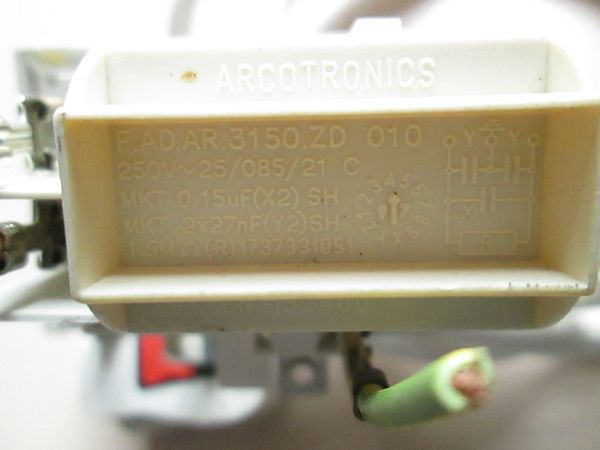 ARCOTRONICS
F.AD.AR.3150.ZD 010
250V~25/085/21 C
MKT 0.15uF(X2) SH
MKT 2x27nF(Y2)SH
1.5MΩ(R)1737331051
Y Y
X
R